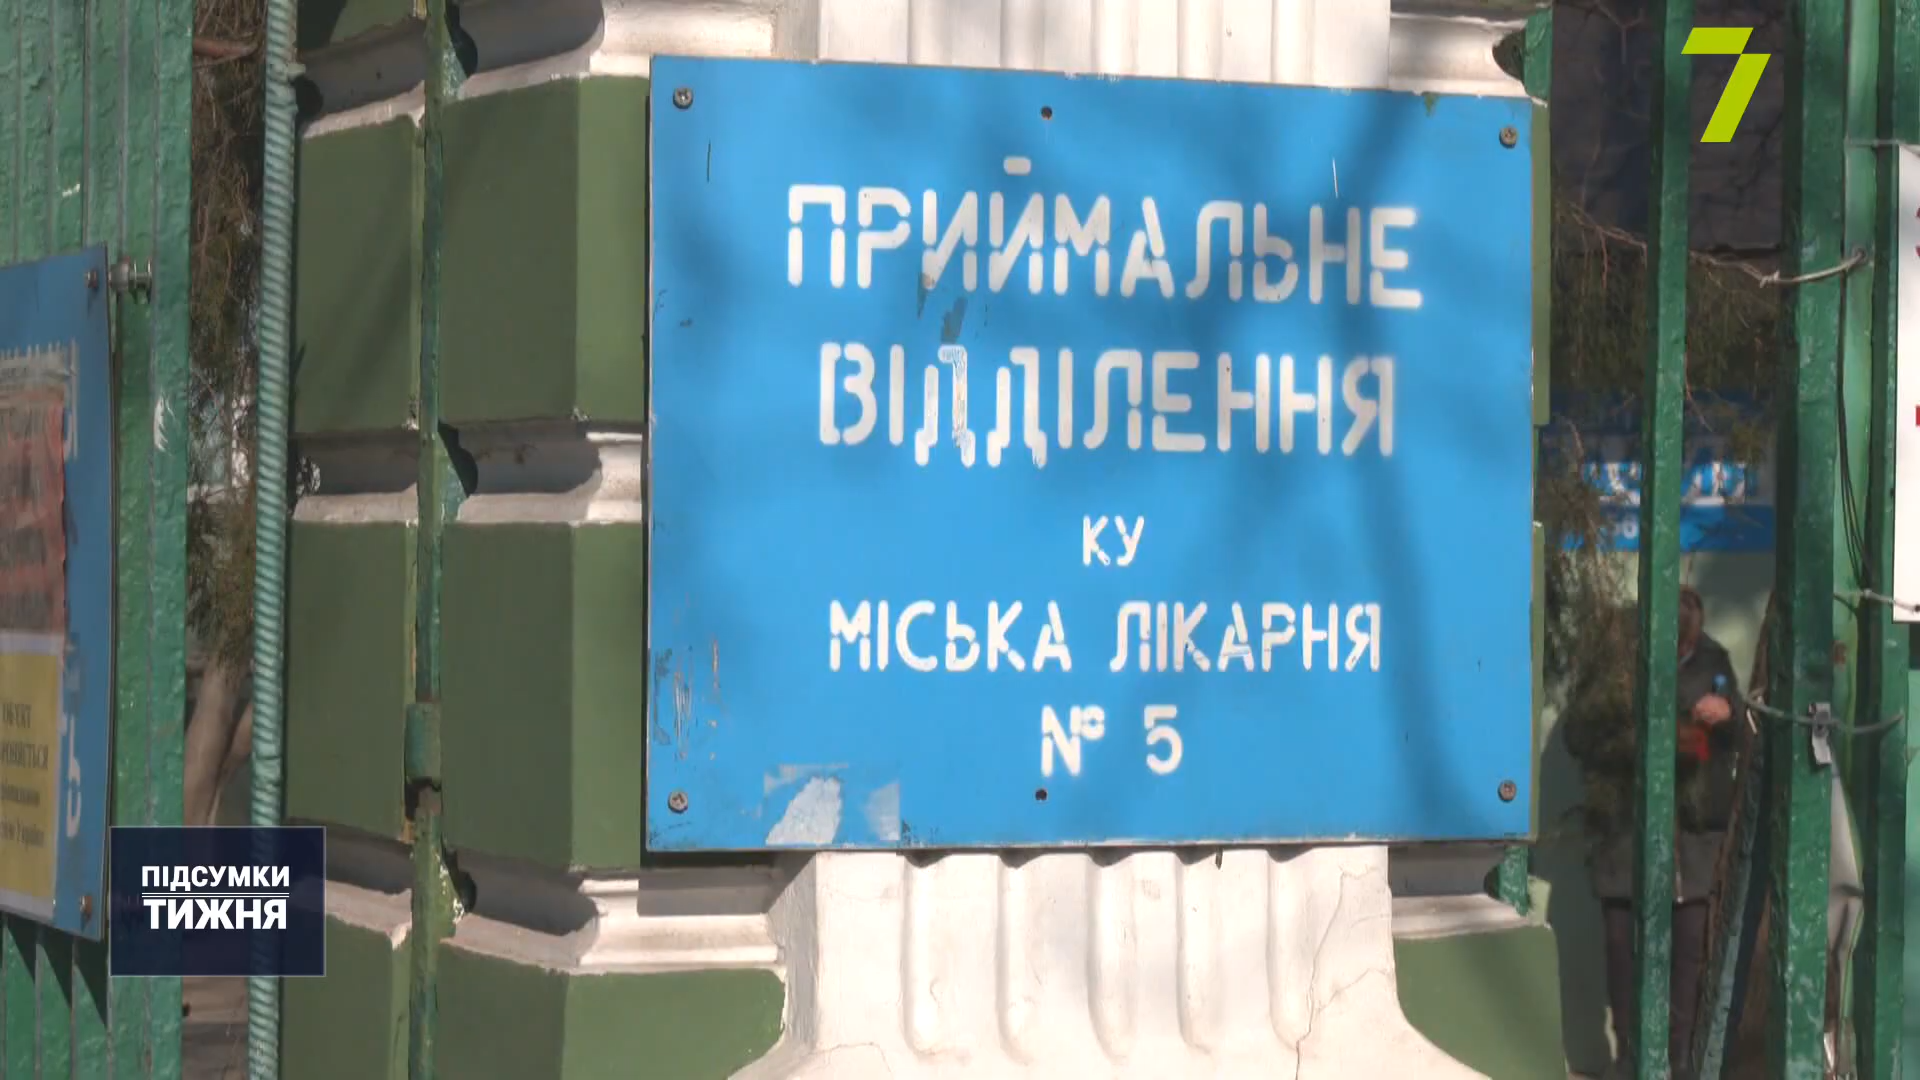 7
ПРИЙМАЛЬНЕ
ВІДДІЛЕННЯ
КУ
МІСЬКА ЛІКАРНЯ
№ 5
ПІДСУМКИ
ТИЖНЯ